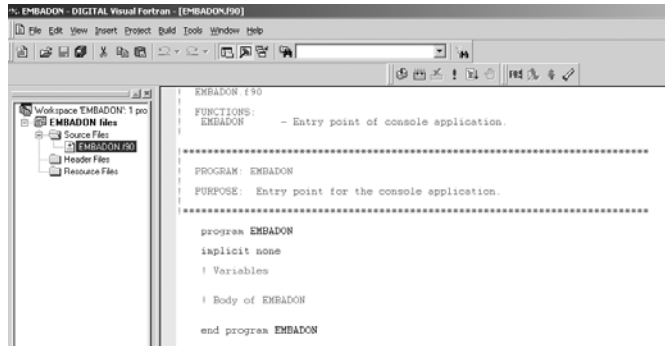 EMBADON - DIGITAL Visual Fortran - [EMBADON.f90]
File Edit View Insert Project Build Tools Window Help
Workspace 'EMBADON': 1 pro
EMBADON files
Source Files
EMBADON.f90
Header Files
Resource Files
! EMBADON.f90
!
! FUNCTIONS:
! EMBADON - Entry point of console application.
!
!****************************************************************************
!
! PROGRAM: EMBADON
!
! PURPOSE: Entry point for the console application.
!
!****************************************************************************
program EMBADON
implicit none
! Variables
! Body of EMBADON
end program EMBADON